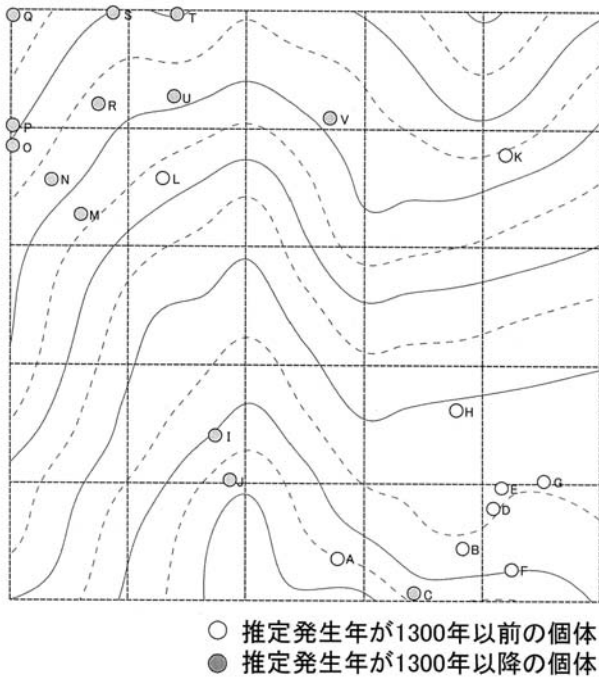 Q S T
R U
P V
O K
N L
M
H
I
J E G
D
A B
C F
○ 推定発生年が1300年以前の個体
● 推定発生年が1300年以降の個体